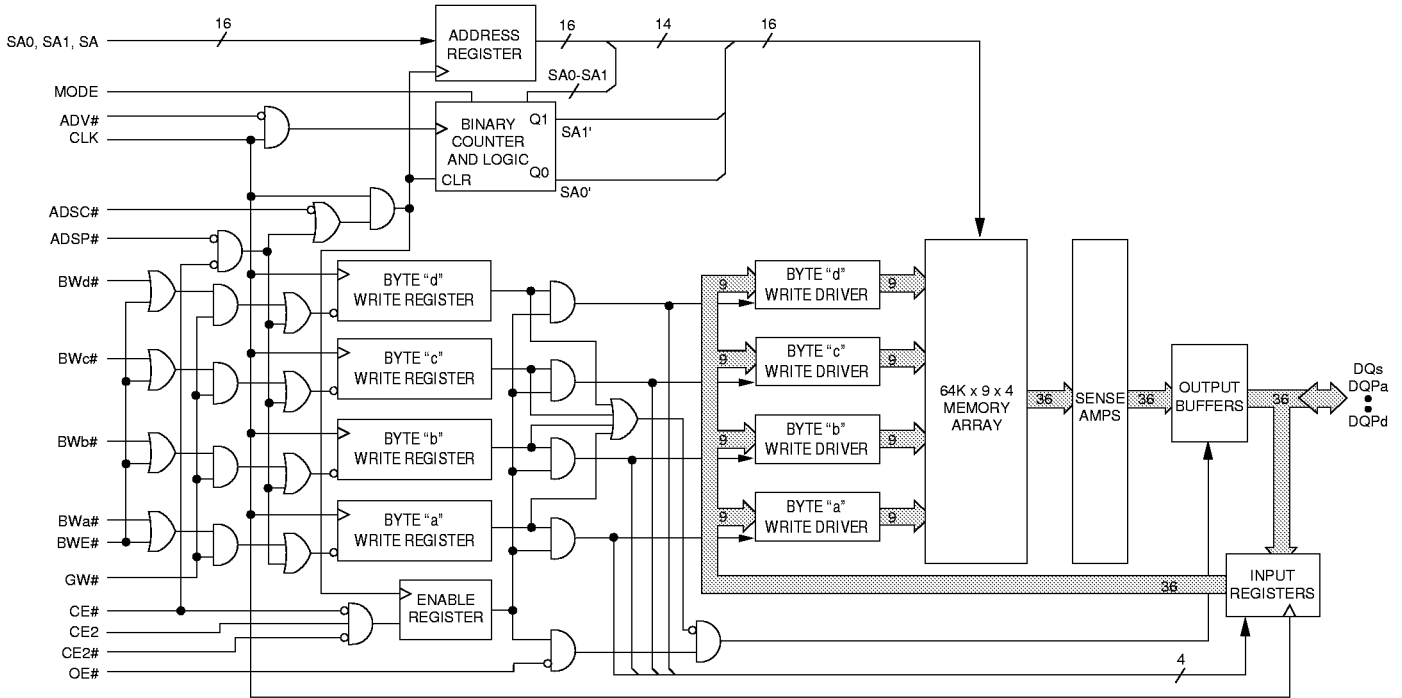 SA0, SA1, SA
16
ADDRESS
REGISTER
16
14
16
SA0-SA1
MODE
ADV#
CLK
BINARY
COUNTER
AND LOGIC
CLR
Q1
SA1'
Q0
SA0'
ADSC#
ADSP#
BWd#
BYTE “d”
WRITE REGISTER
9
BYTE “d”
WRITE DRIVER
9
BWc#
BYTE “c”
WRITE REGISTER
9
BYTE “c”
WRITE DRIVER
9
BWb#
BYTE “b”
WRITE REGISTER
9
BYTE “b”
WRITE DRIVER
9
BWa#
BWE#
BYTE “a”
WRITE REGISTER
9
BYTE “a”
WRITE DRIVER
9
64K x 9 x 4
MEMORY
ARRAY
36
SENSE
AMPS
36
OUTPUT
BUFFERS
36
DQs
DQPa
DQPd
GW#
CE#
CE2
CE2#
OE#
ENABLE
REGISTER
36
INPUT
REGISTERS
4